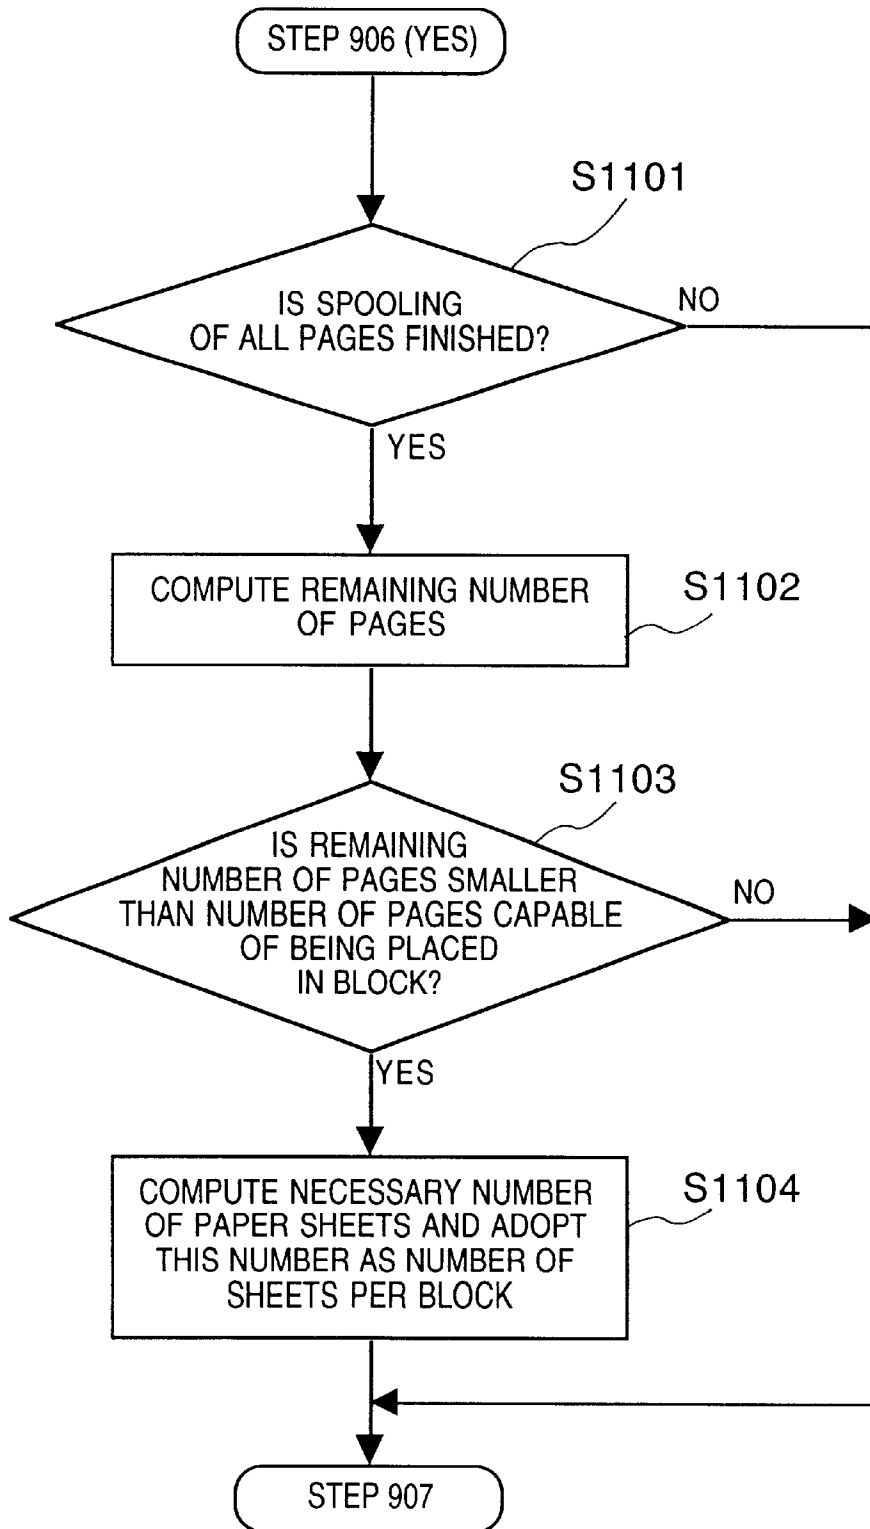 STEP 906 (YES)
S1101
IS SPOOLING
OF ALL PAGES FINISHED?
NO
YES
COMPUTE REMAINING NUMBER
OF PAGES
S1102
S1103
IS REMAINING
NUMBER OF PAGES SMALLER
THAN NUMBER OF PAGES CAPABLE
OF BEING PLACED
IN BLOCK?
NO
YES
COMPUTE NECESSARY NUMBER
OF PAPER SHEETS AND ADOPT
THIS NUMBER AS NUMBER OF
SHEETS PER BLOCK
S1104
STEP 907